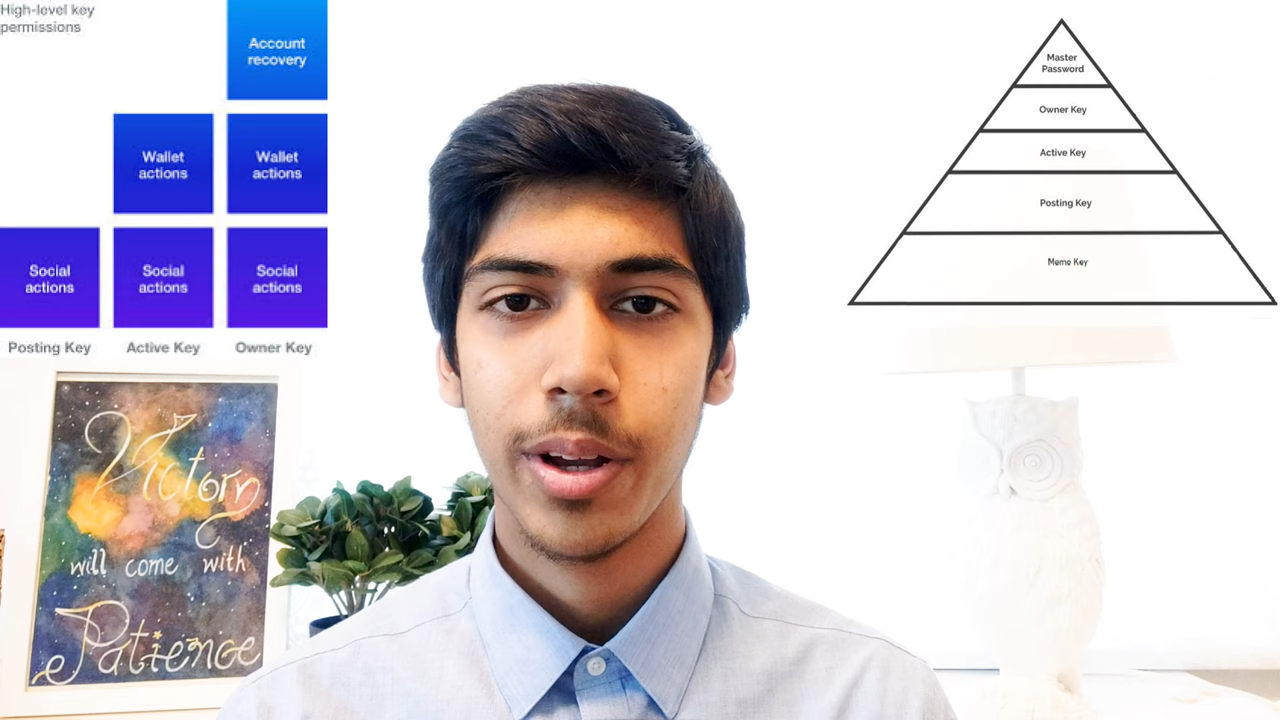 High-level key
permissions
Account
recovery
Wallet
actions
Wallet
actions
Social
actions
Social
actions
Social
actions
Posting Key
Active Key
Owner Key
Master
Password
Owner Key
Active Key
Posting Key
Memo Key
Victory
will come with
Patience